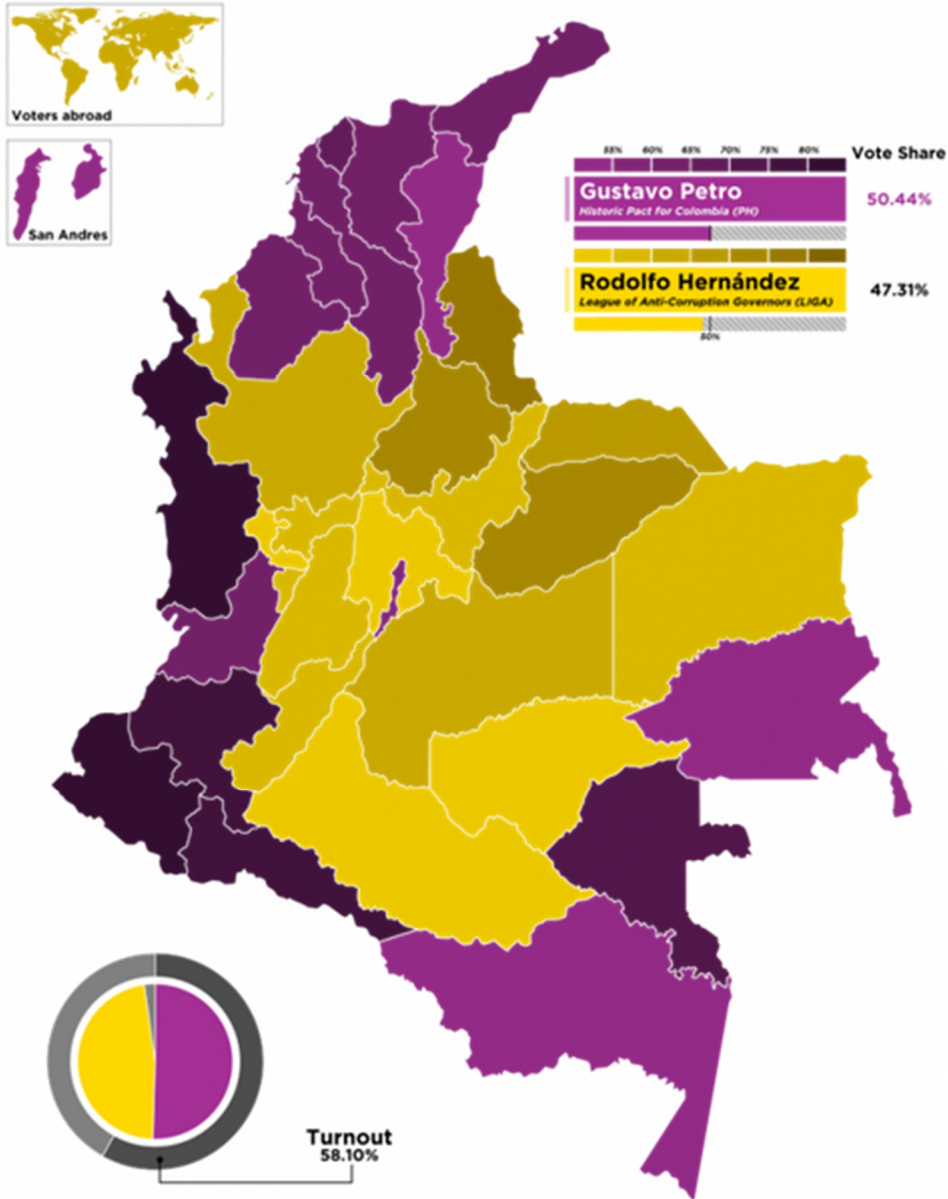 Voters abroad
San Andres
55% 60% 65% 70% 75% 80%
Vote Share
Gustavo Petro
Historic Pact for Colombia (PH)
50.44%
Rodolfo Hernández
League of Anti-Corruption Governors (LIGA)
47.31%
50%
Turnout
58.10%